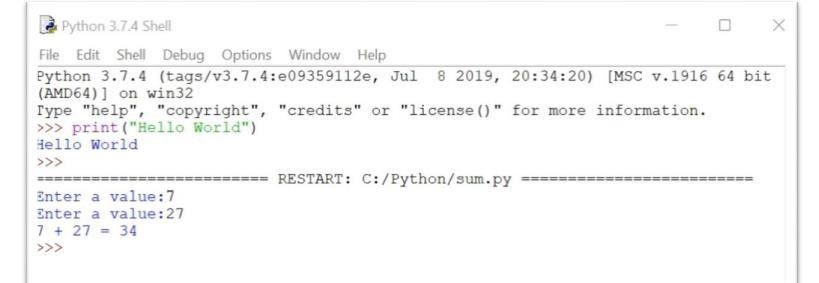 Python 3.7.4 Shell
File Edit Shell Debug Options Window Help
Python 3.7.4 (tags/v3.7.4:e09359112e, Jul  8 2019, 20:34:20) [MSC v.1916 64 bit
(AMD64)] on win32
Type "help", "copyright", "credits" or "license()" for more information.
>>> print("Hello World")
Hello World
>>>
========================= RESTART: C:/Python/sum.py =========================
Enter a value:7
Enter a value:27
7 + 27 = 34
>>>